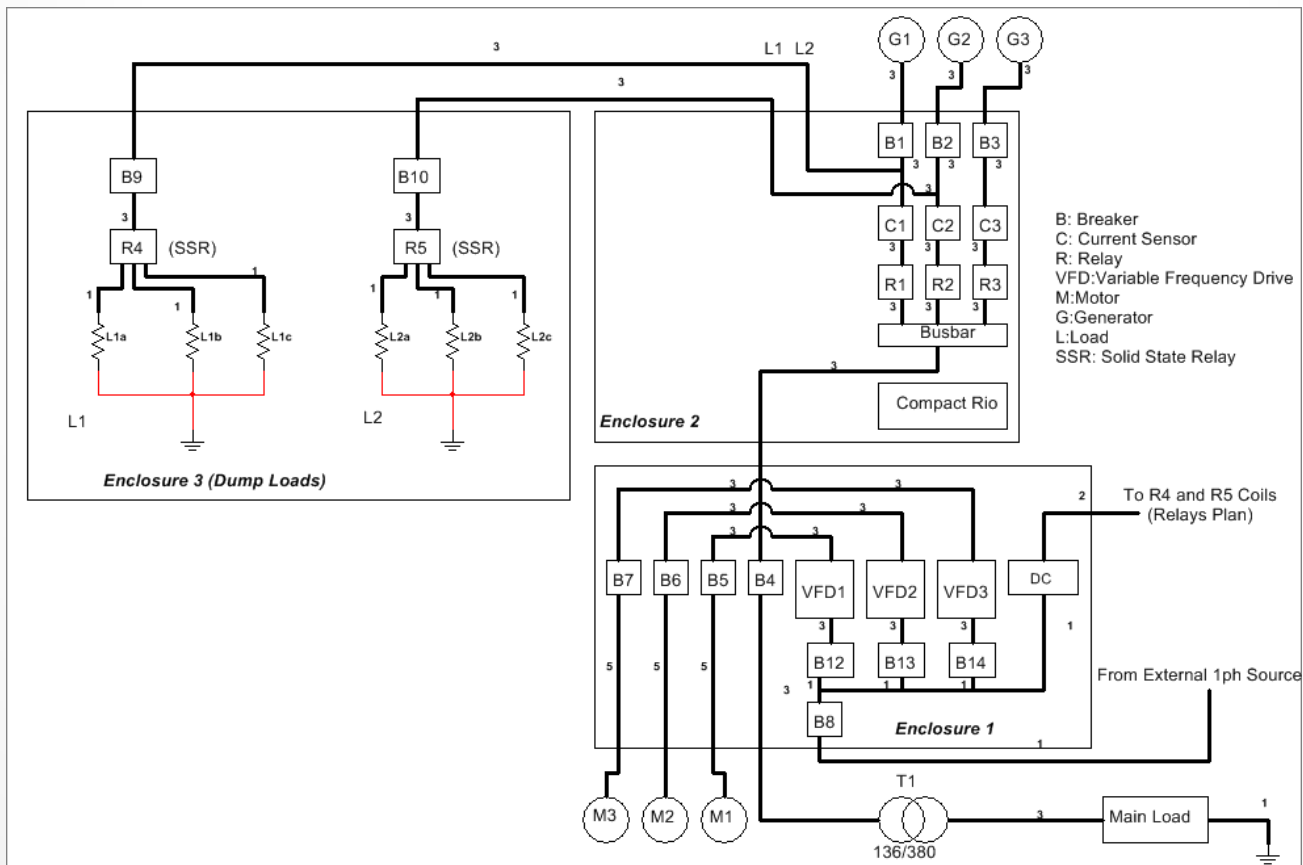 G1
G2
G3
3
L1 L2
3
3
3
3
B1
B2
B3
3
3
3
B9
B10
3
3
3
R4
(SSR)
R5
(SSR)
C1
C2
C3
3
3
3
B: Breaker
C: Current Sensor
R: Relay
VFD:Variable Frequency Drive
M:Motor
G:Generator
L:Load
SSR: Solid State Relay
1
1
1
1
1
1
R1
R2
R3
3
3
3
Busbar
L1a
L1b
L1c
L2a
L2b
L2c
3
Compact Rio
L1
L2
Enclosure 2
Enclosure 3 (Dump Loads)
3
3
3
3
3
3
2
To R4 and R5 Coils
(Relays Plan)
B7
B6
B5
B4
VFD1
VFD2
VFD3
DC
3
3
3
1
5
5
5
B12
B13
B14
From External 1ph Source
3
1
1
1
B8
Enclosure 1
1
M3
M2
M1
T1
136/380
3
Main Load
1